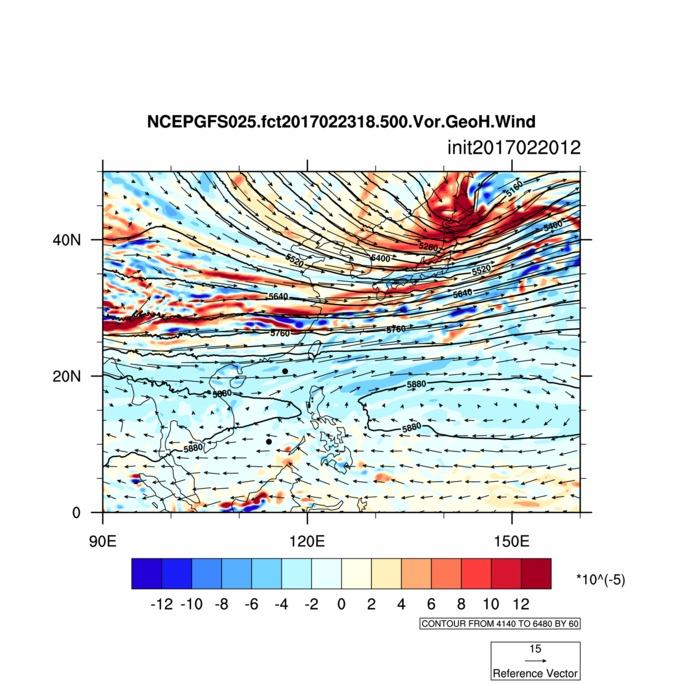 NCEPGFS025.fct2017022318.500.Vor.GeoH.Wind
init2017022012
5160
40N
5400
5280
5520
5400
5520
5640
5640
5760
5760
20N
5880
5880
5880
5880
0
90E 120E 150E
-12 -10 -8 -6 -4 -2 0 2 4 6 8 10 12
*10^(-5)
CONTOUR FROM 4140 TO 6480 BY 60
15
Reference Vector